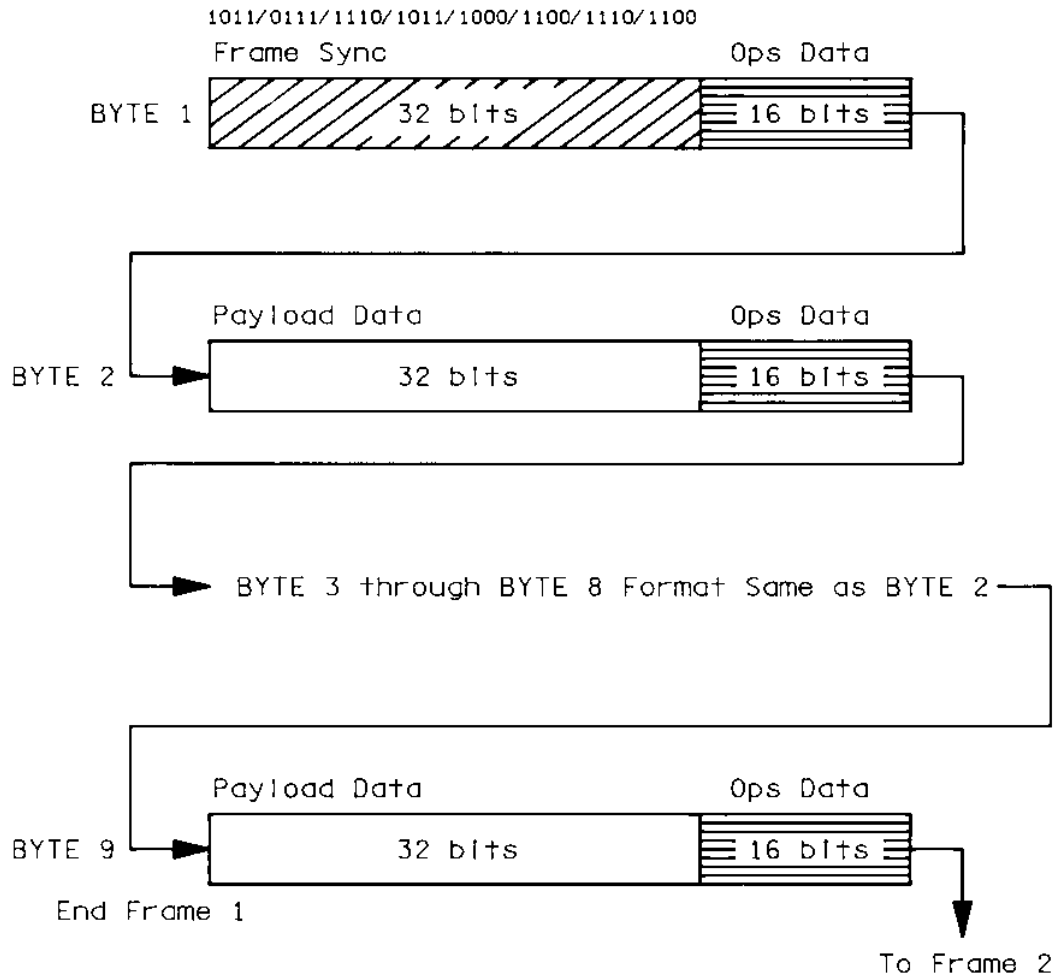 1011/0111/1110/1011/1000/1100/1110/1100
Frame Sync Ops Data
BYTE 1 32 bits 16 bits
Payload Data Ops Data
BYTE 2 32 bits 16 bits
BYTE 3 through BYTE 8 Format Same as BYTE 2
Payload Data Ops Data
BYTE 9 32 bits 16 bits
End Frame 1
To Frame 2